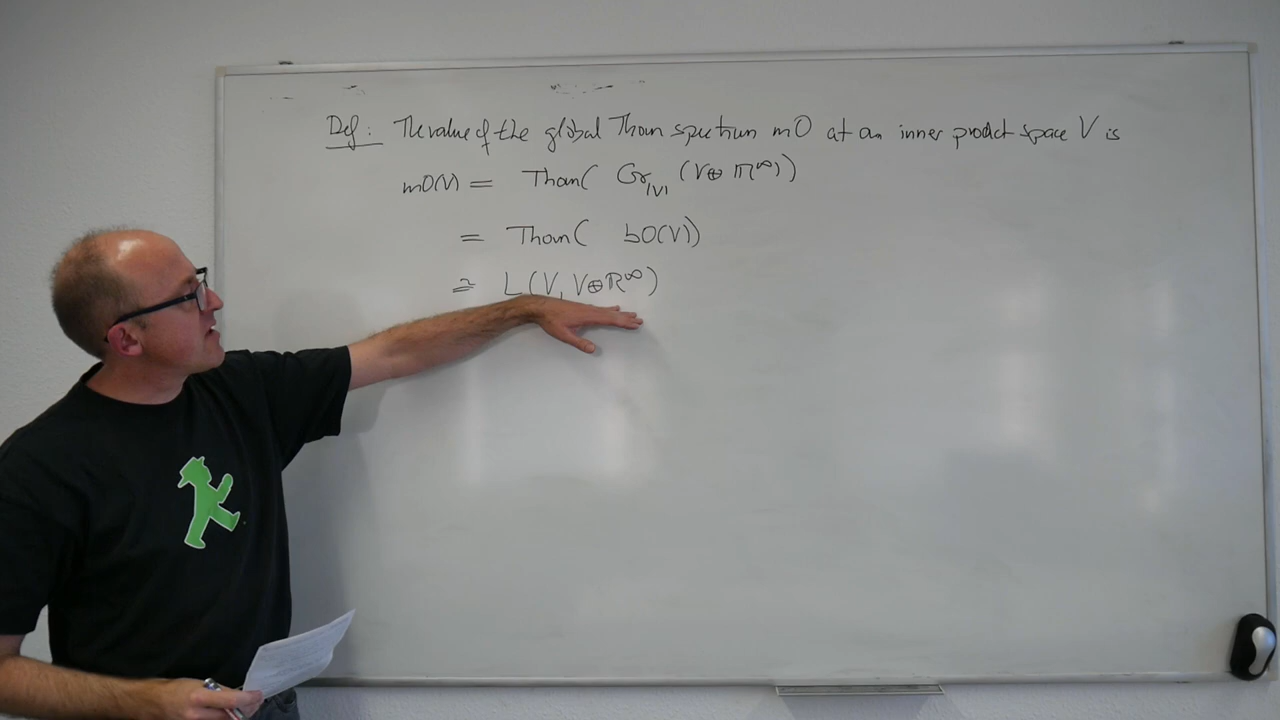 Def: The value of the global Thom spectrum mO at an inner product space V is
mO(V) = Thom( Gr_{|V|} (V⊕ℝ^∞))
= Thom( bO(V))
≅ L(V, V⊕ℝ^∞)